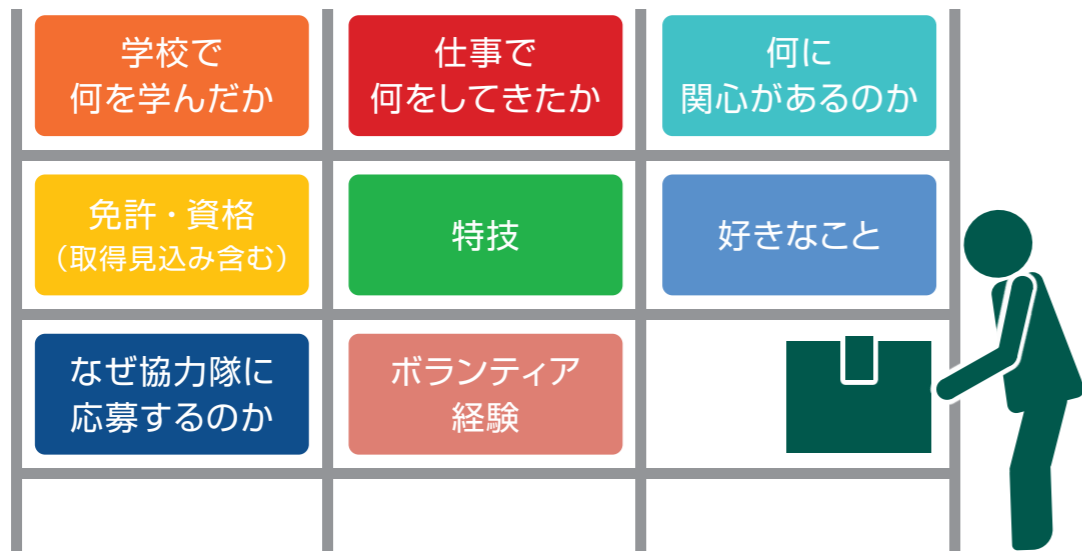 学校で
何を学んだか
仕事で
何をしてきたか
何に
関心があるのか
免許・資格
（取得見込み含む）
特技
好きなこと
なぜ協力隊に
応募するのか
ボランティア
経験